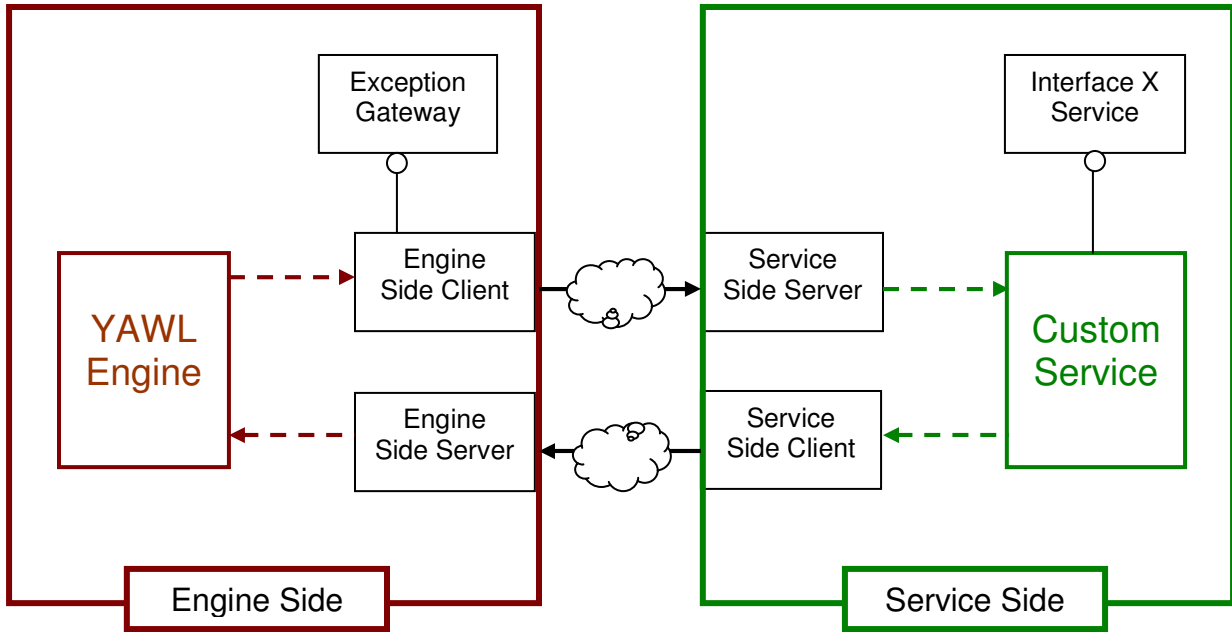 Exception
Gateway
Interface X
Service
Engine
Side Client
Service
Side Server
YAWL
Engine
Custom
Service
Engine
Side Server
Service
Side Client
Engine Side
Service Side